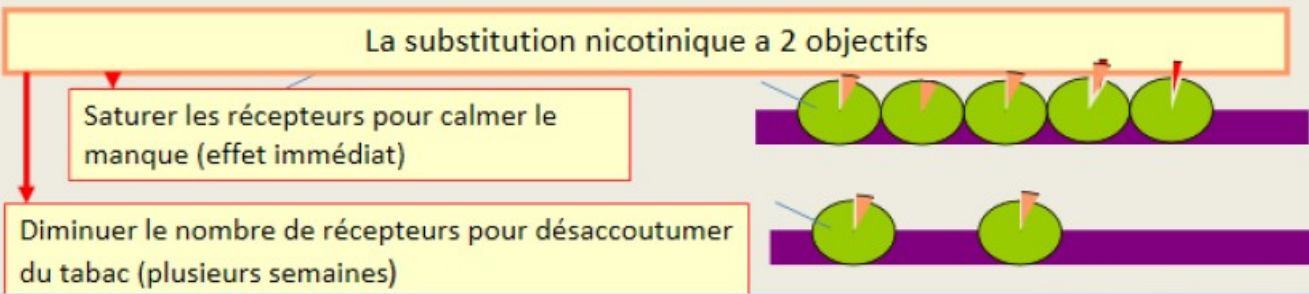 La substitution nicotinique a 2 objectifs
Saturer les récepteurs pour calmer le
manque (effet immédiat)
Diminuer le nombre de récepteurs pour désaccoutumer
du tabac (plusieurs semaines)